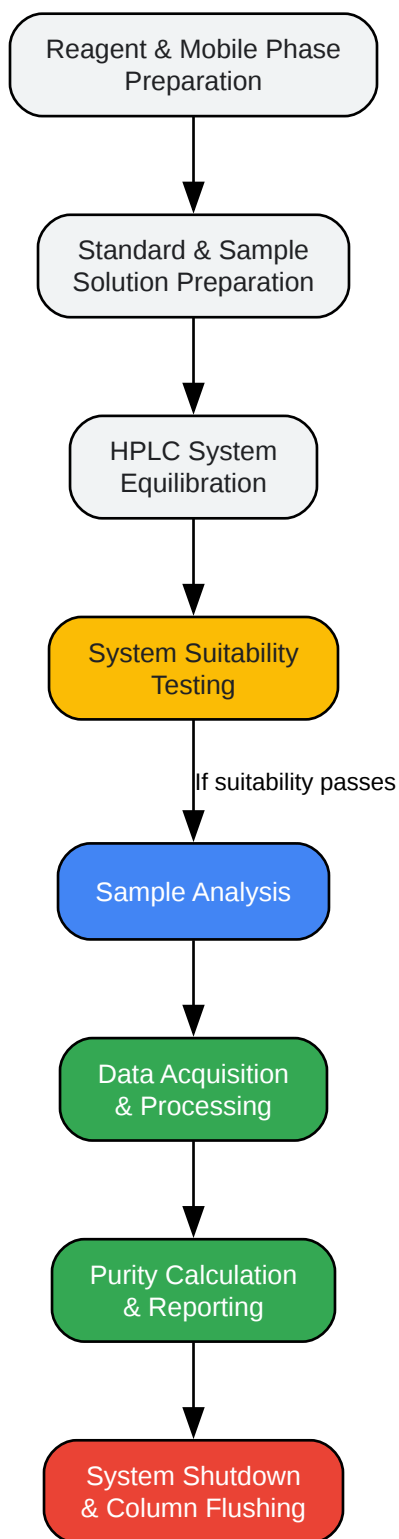 Reagent & Mobile Phase
Preparation
Standard & Sample
Solution Preparation
HPLC System
Equilibration
System Suitability
Testing
If suitability passes
Sample Analysis
Data Acquisition
& Processing
Purity Calculation
& Reporting
System Shutdown
& Column Flushing